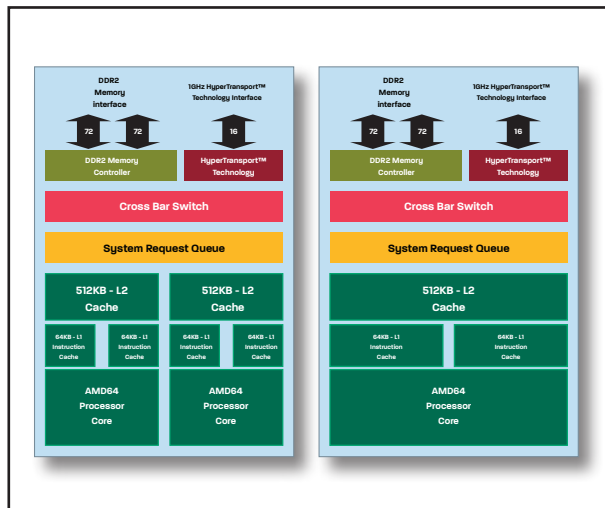 DDR2
Memory
interface
1GHz HyperTransport™
Technology Interface
72
72
16
DDR2 Memory
Controller
HyperTransport™
Technology
Cross Bar Switch
System Request Queue
512KB - L2
Cache
512KB - L2
Cache
64KB - L1
Instruction
Cache
64KB - L1
Instruction
Cache
64KB - L1
Instruction
Cache
64KB - L1
Instruction
Cache
AMD64
Processor
Core
AMD64
Processor
Core
DDR2
Memory
interface
1GHz HyperTransport™
Technology Interface
72
72
16
DDR2 Memory
Controller
HyperTransport™
Technology
Cross Bar Switch
System Request Queue
512KB - L2
Cache
64KB - L1
Instruction
Cache
64KB - L1
Instruction
Cache
AMD64
Processor
Core